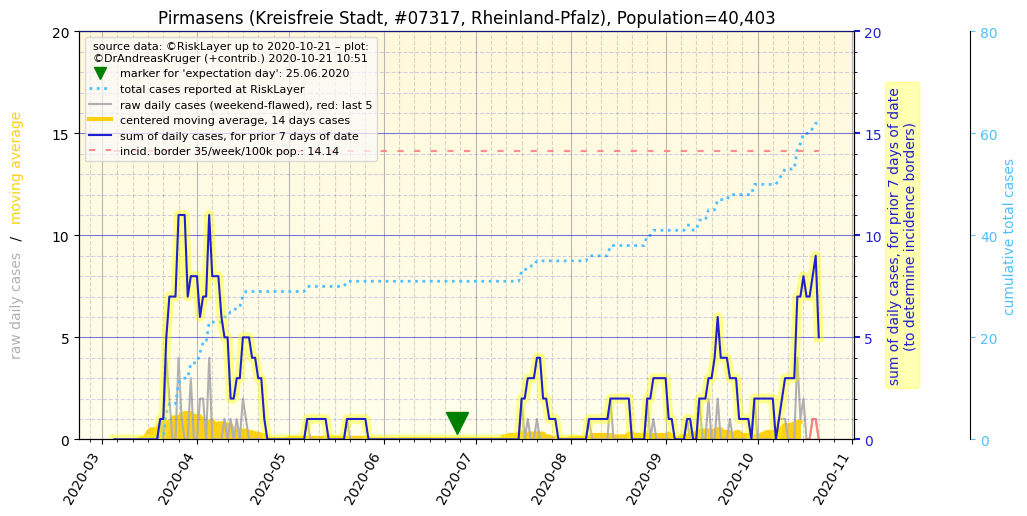 Pirmasens (Kreisfreie Stadt, #07317, Rheinland-Pfalz), Population=40,403
source data: ©RiskLayer up to 2020-10-21 – plot:
©DrAndreasKruger (+contrib.) 2020-10-21 10:51
marker for 'expectation day': 25.06.2020
total cases reported at RiskLayer
raw daily cases (weekend-flawed), red: last 5
centered moving average, 14 days cases
sum of daily cases, for prior 7 days of date
incid. border 35/week/100k pop.: 14.14
raw daily cases / moving average
20
15
10
5
0
2020-03
2020-04
2020-05
2020-06
2020-07
2020-08
2020-09
2020-10
2020-11
20
15
10
5
0
sum of daily cases, for prior 7 days of date
(to determine, incidence borders)
80
60
40
20
0
cumulative total cases